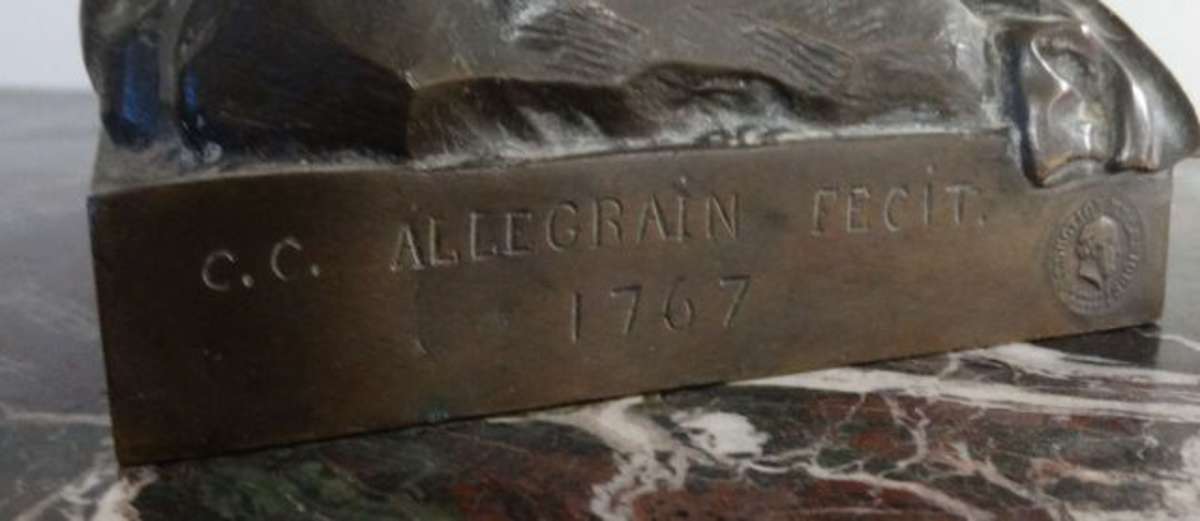 C.C. ALLEGRAIN FECIT.
1767